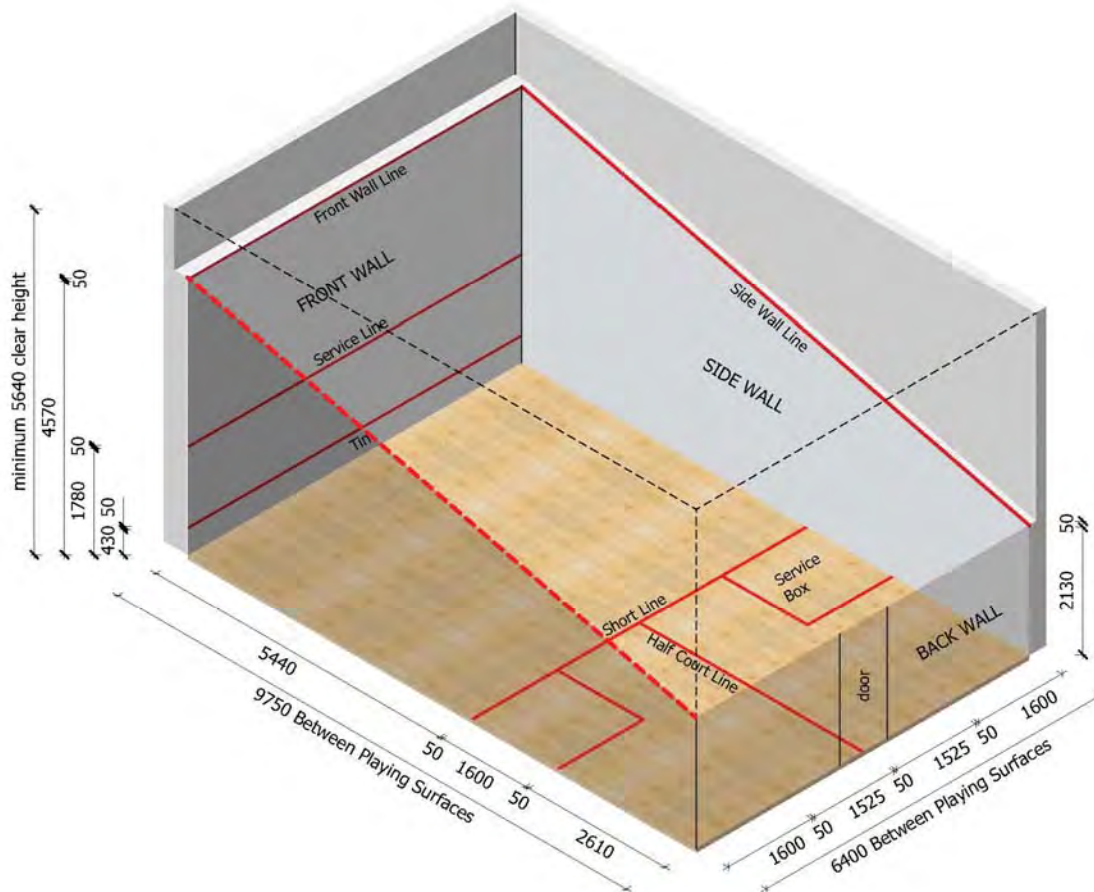 minimum 5640 clear height
4570
50
1780
50
430
50
Front Wall Line
FRONT WALL
Service Line
Tin
Side Wall Line
SIDE WALL
Service
Box
Short Line
Half Court Line
door
BACK WALL
50
2130
5440
50
1600
50
2610
9750 Between Playing Surfaces
1600
50
1525
50
1525
50
1600
6400 Between Playing Surfaces